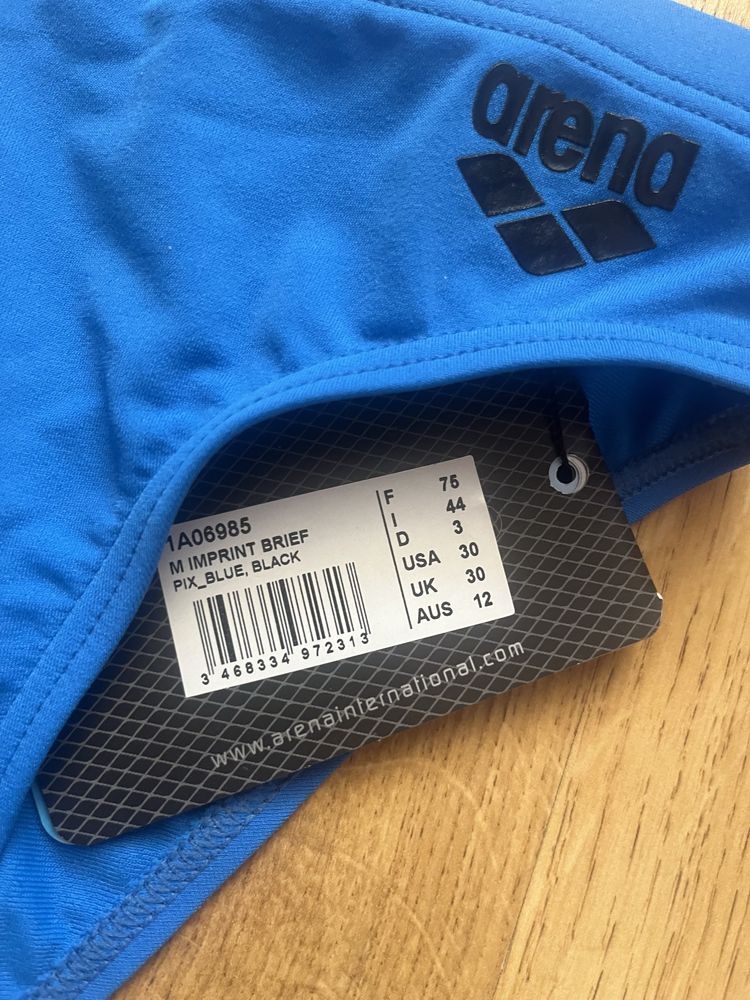 arena
1A06985
M IMPRINT BRIEF
PIX_BLUE, BLACK
3 468334 972313
F 75
I 44
D 3
USA 30
UK 30
AUS 12
www.arenainternational.com